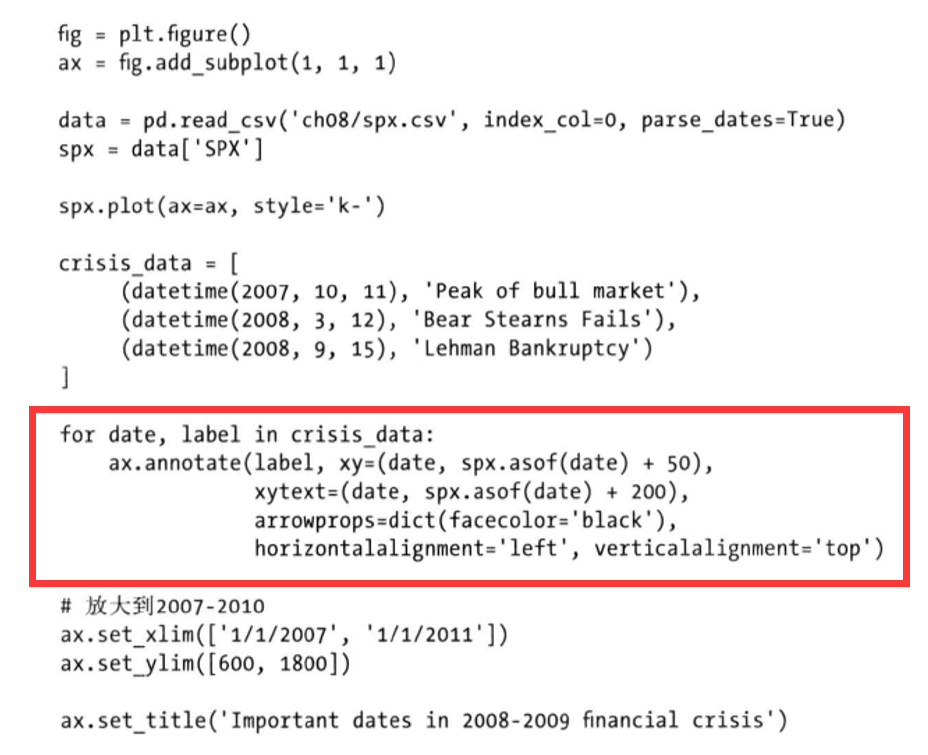 fig = plt.figure()
ax = fig.add_subplot(1, 1, 1)
data = pd.read_csv('ch08/spx.csv', index_col=0, parse_dates=True)
spx = data['SPX']
spx.plot(ax=ax, style='k-')
crisis_data = [
(datetime(2007, 10, 11), 'Peak of bull market'),
(datetime(2008, 3, 12), 'Bear Stearns Fails'),
(datetime(2008, 9, 15), 'Lehman Bankruptcy')
]
for date, label in crisis_data:
ax.annotate(label, xy=(date, spx.asof(date) + 50),
xytext=(date, spx.asof(date) + 200),
arrowprops=dict(facecolor='black'),
horizontalalignment='left', verticalalignment='top')
# 放大到2007-2010
ax.set_xlim(['1/1/2007', '1/1/2011'])
ax.set_ylim([600, 1800])
ax.set_title('Important dates in 2008-2009 financial crisis')